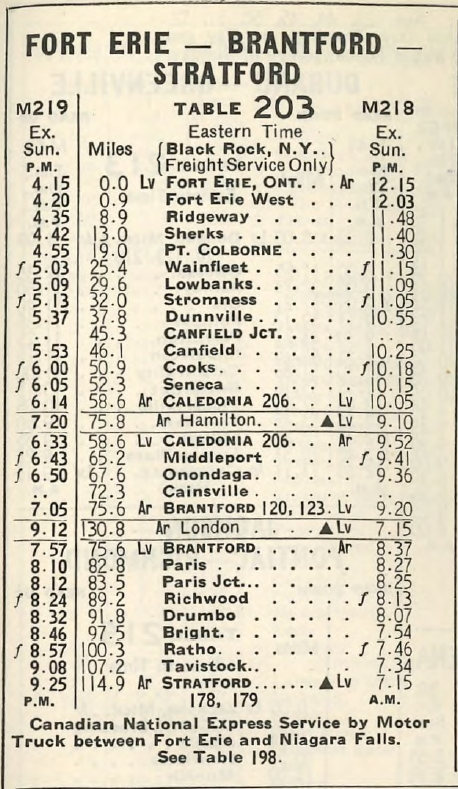 FORT ERIE — BRANTFORD —
STRATFORD
M219 TABLE 203 M218
Ex. Eastern Time Ex.
Sun. Miles {Black Rock, N.Y..} Sun.
P.M. {Freight Service Only} P.M.
4.15 0.0 Lv FORT ERIE, ONT. . Ar 12.15
4.20 0.9 Fort Erie West . . . 12.03
4.35 8.9 Ridgeway . . . . . . 11.48
4.42 13.0 Sherks . . . . . . . 11.40
4.55 19.0 PT. COLBORNE . . . . 11.30
f 5.03 25.4 Wainfleet . . . . . f 11.15
5.09 29.6 Lowbanks. . . . . . 11.09
f 5.13 32.0 Stromness . . . . . f 11.05
5.37 37.8 Dunnville . . . . . . 10.55
45.3 CANFIELD JCT. . . . .
5.53 46.1 Canfield. . . . . . . 10.25
f 6.00 50.9 Cooks. . . . . . . . f 10.18
f 6.05 52.3 Seneca . . . . . . . 10.15
6.14 58.6 Ar CALEDONIA 206. . . Lv 10.05
7.20 75.8 Ar Hamilton. . . . ▲ Lv 9.10
6.33 58.6 Lv CALEDONIA 206. . Ar 9.52
f 6.43 65.2 Middleport . . . . f 9.41
f 6.50 67.6 Onondaga. . . . . . 9.36
72.3 Cainsville . . . . . . ..
7.05 75.6 Ar BRANTFORD 120, 123. Lv 9.20
9.12 130.8 Ar London . . . . ▲ Lv 7.15
7.57 75.6 Lv BRANTFORD. . . Ar 8.37
8.10 82.8 Paris . . . . . . . . 8.27
8.12 83.5 Paris Jct... . . . . . 8.25
f 8.24 89.2 Richwood . . . . . f 8.13
8.32 91.8 Drumbo . . . . . . 8.07
8.46 97.5 Bright. . . . . . . . 7.54
f 8.57 100.3 Ratho. . . . . . . . f 7.46
9.08 107.2 Tavistock... . . . . . 7.34
9.25 114.9 Ar STRATFORD.......▲ Lv 7.15
P.M. 178, 179 A.M.
Canadian National Express Service by Motor
Truck between Fort Erie and Niagara Falls.
See Table 198.